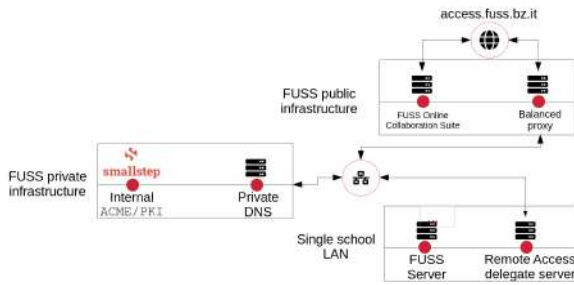 access.fuss.bz.it
FUSS public
infrastructure
FUSS Online
Collaboration Suite
Balanced
proxy
FUSS private
infrastructure
smallstep
Internal
ACME/PKI
Private
DNS
Single school
LAN
FUSS
Server
Remote Access
delegate server